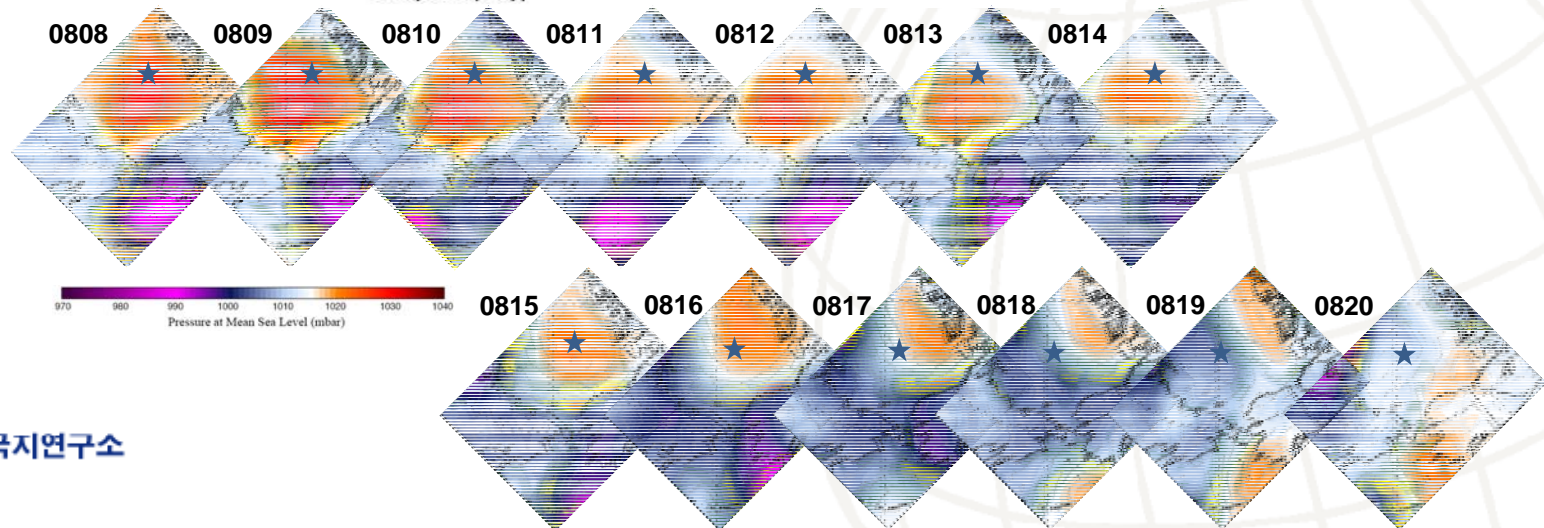 0808 0809 0810 0811 0812 0813 0814
970 980 990 1000 1010 1020 1030 1040
Pressure at Mean Sea Level (mbar)
0815 0816 0817 0818 0819 0820
국지연구소